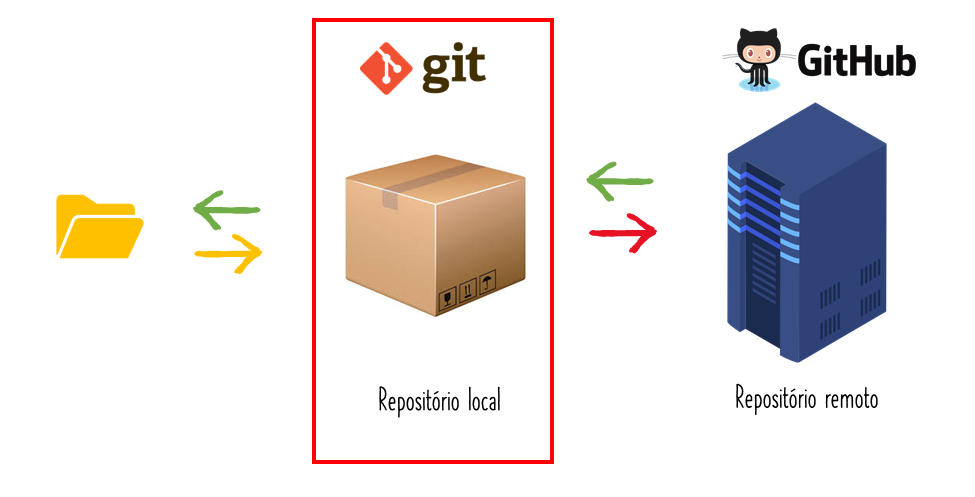 git
GitHub
Repositório local
Repositório remoto